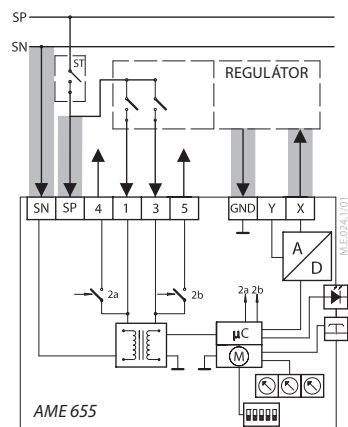 SP
SN
ST
REGULÁTOR
SN SP 4 1 3 5 GND Y X
M.E.024.1/01
A
D
2a 2b
2a 2b
µC
M
AME 655